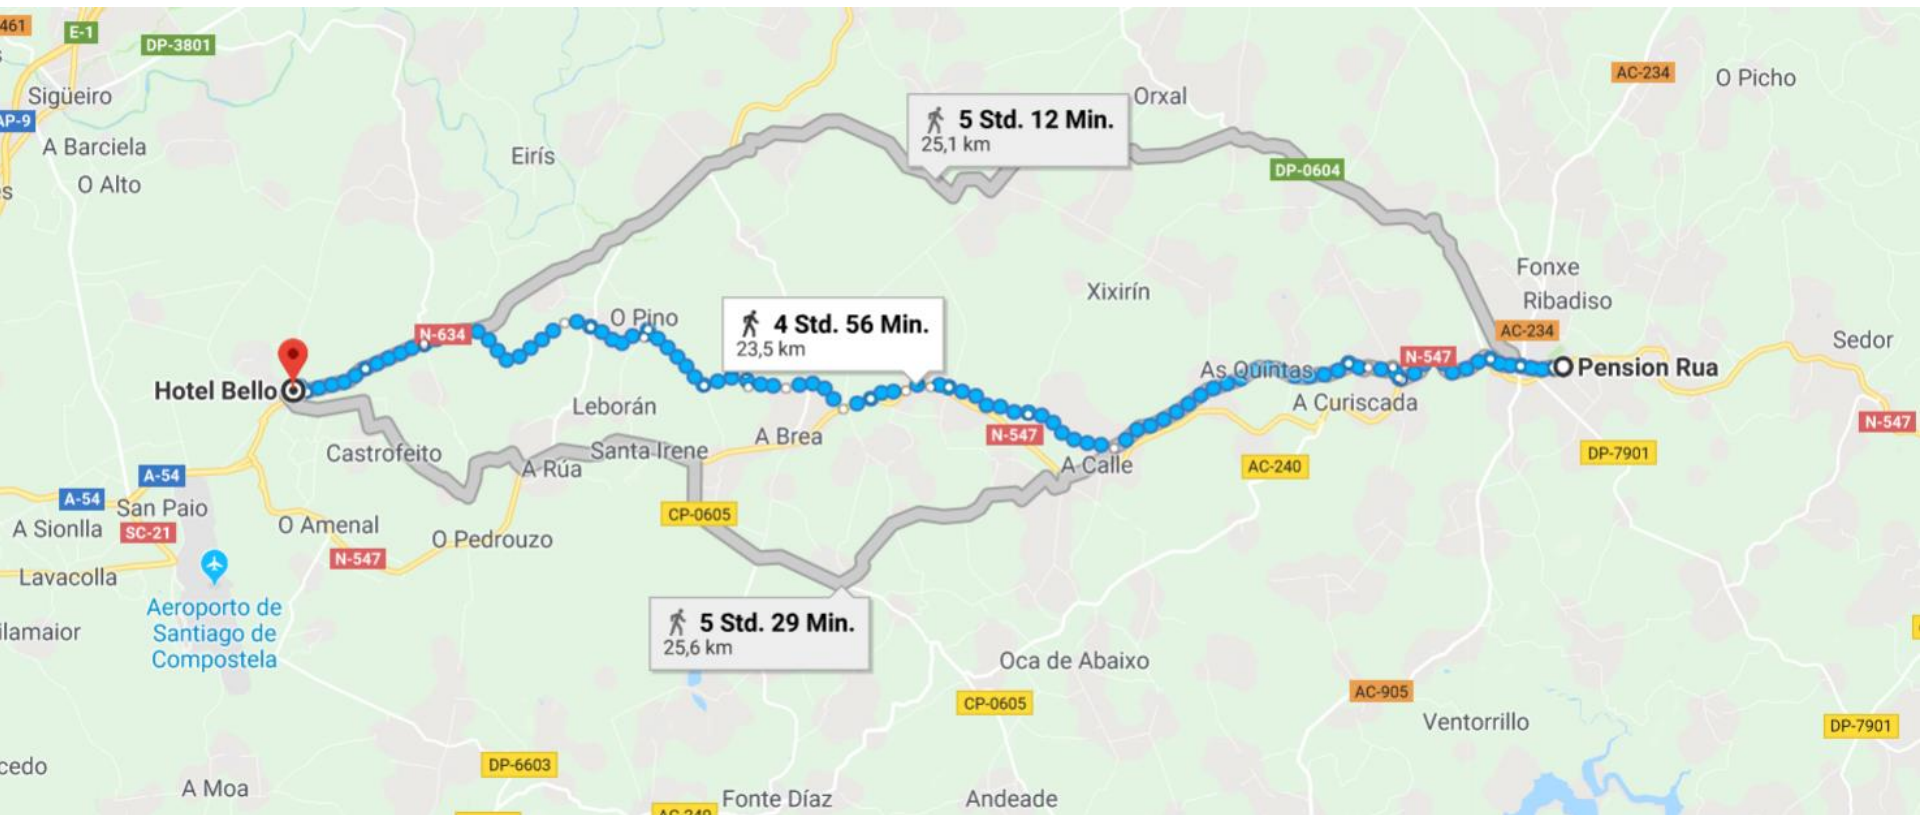 461
E-1
DP-3801
AC-234
O Picho
Sigüeiro
Orxal
AP-9
5 Std. 12 Min.
25,1 km
A Barciela
Eirís
O Alto
DP-0604
Fonxe
Xixirín
Ribadiso
O Pino
N-634
4 Std. 56 Min.
23,5 km
AC-234
Sedor
N-547
As Quintas
Pension Rua
Hotel Bello
Leborán
A Curiscada
A Brea
N-547
N-547
Castrofeito
Santa Irene
A Rúa
A Calle
AC-240
DP-7901
A-54
A-54
San Paio
CP-0605
A Sionlla
SC-21
O Amenal
O Pedrouzo
N-547
Lavacolla
Aeroporto de
Santiago de
Compostela
5 Std. 29 Min.
25,6 km
ilamaior
Oca de Abaixo
AC-905
CP-0605
Ventorrillo
DP-7901
cedo
DP-6603
A Moa
Fonte Díaz
Andeade